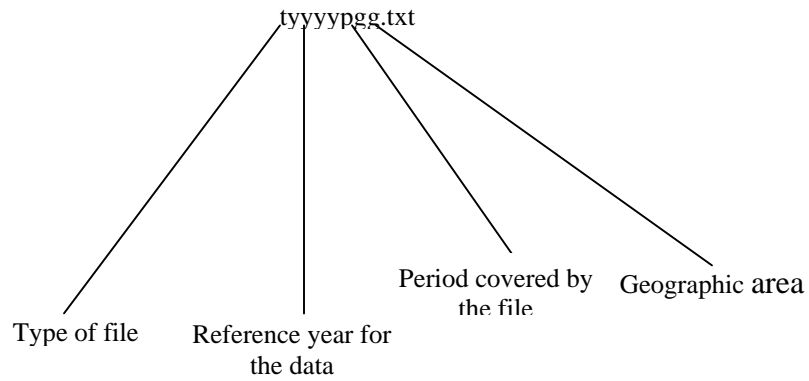 tyyyypgg.txt
Type of file
Reference year for
the data
Period covered by
the file
Geographic area